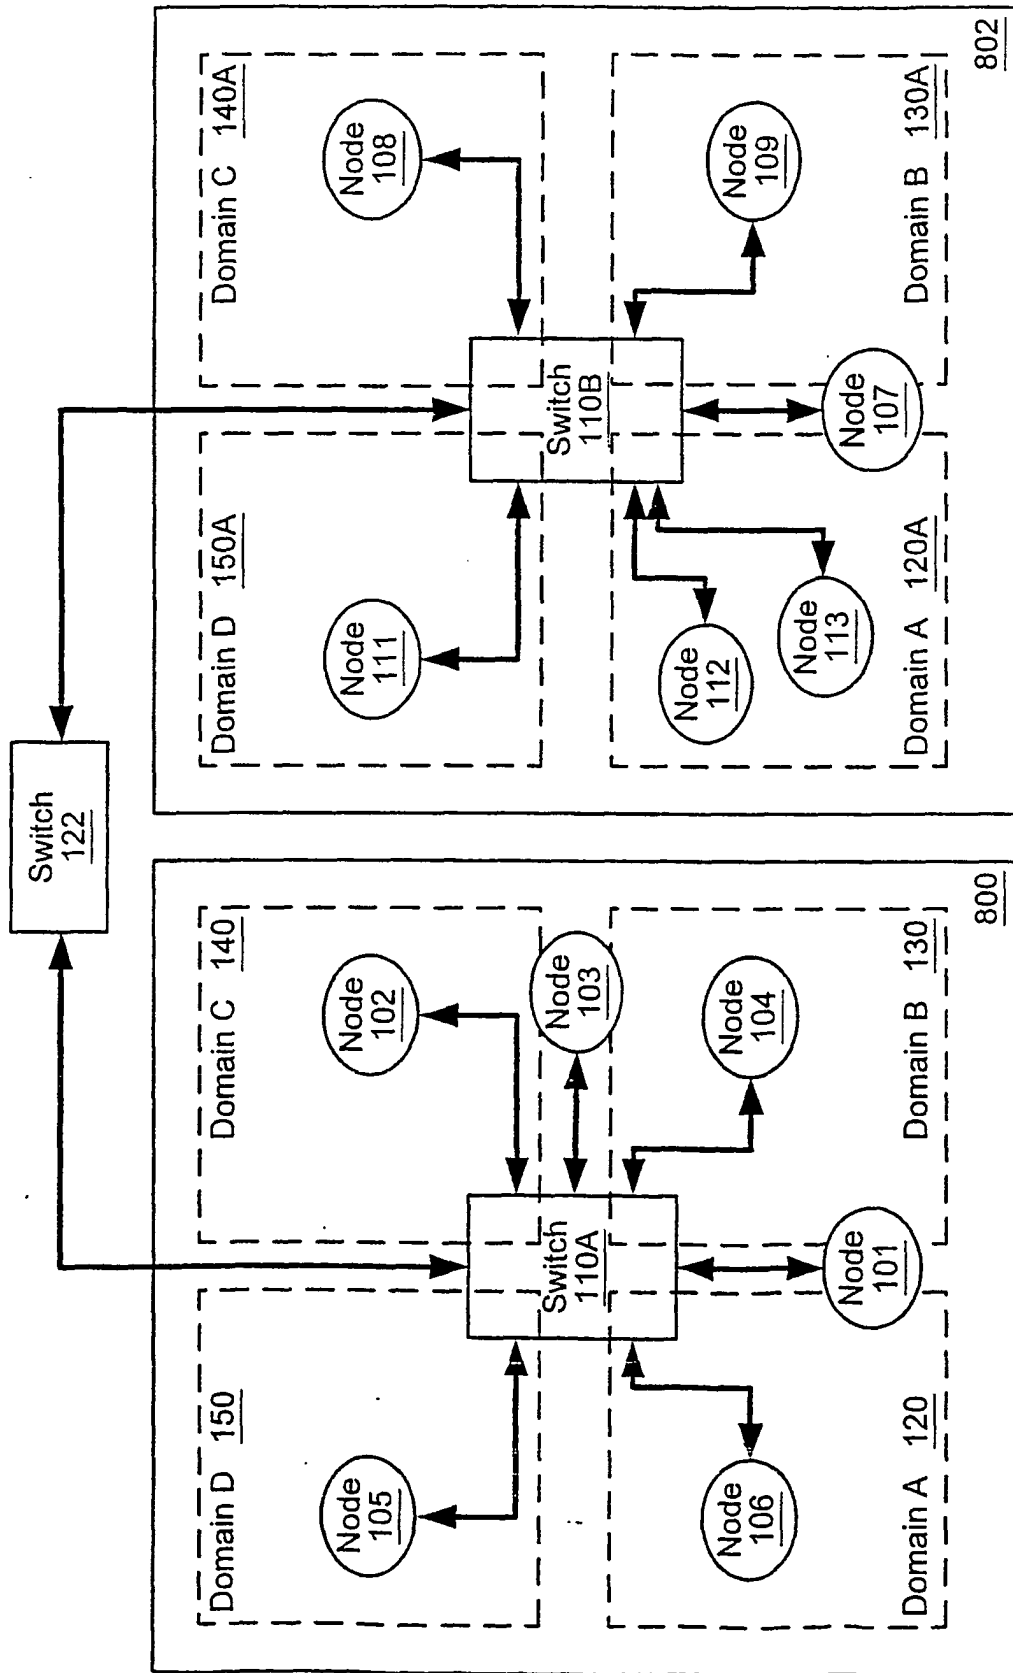 Switch
122
Domain D 150
Domain C 140
Node
105
Node
102
Switch
110A
Node
103
Node
106
Node
104
Node
101
Domain A 120
Domain B 130
800
Domain D 150A
Domain C 140A
Node
111
Node
108
Switch
110B
Node
112
Node
109
Node
113
Node
107
Domain A 120A
Domain B 130A
802